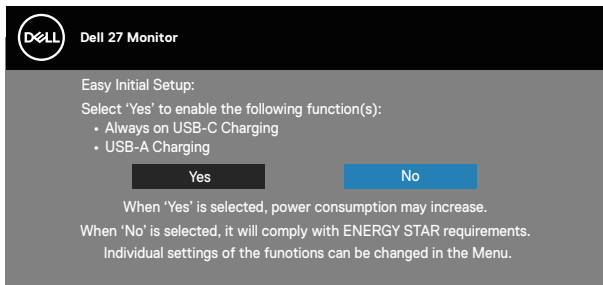 DELL
Dell 27 Monitor
Easy Initial Setup:
Select ‘Yes’ to enable the following function(s):
• Always on USB-C Charging
• USB-A Charging
Yes
No
When ‘Yes’ is selected, power consumption may increase.
When ‘No’ is selected, it will comply with ENERGY STAR requirements.
Individual settings of the funotions can be changed in the Menu.